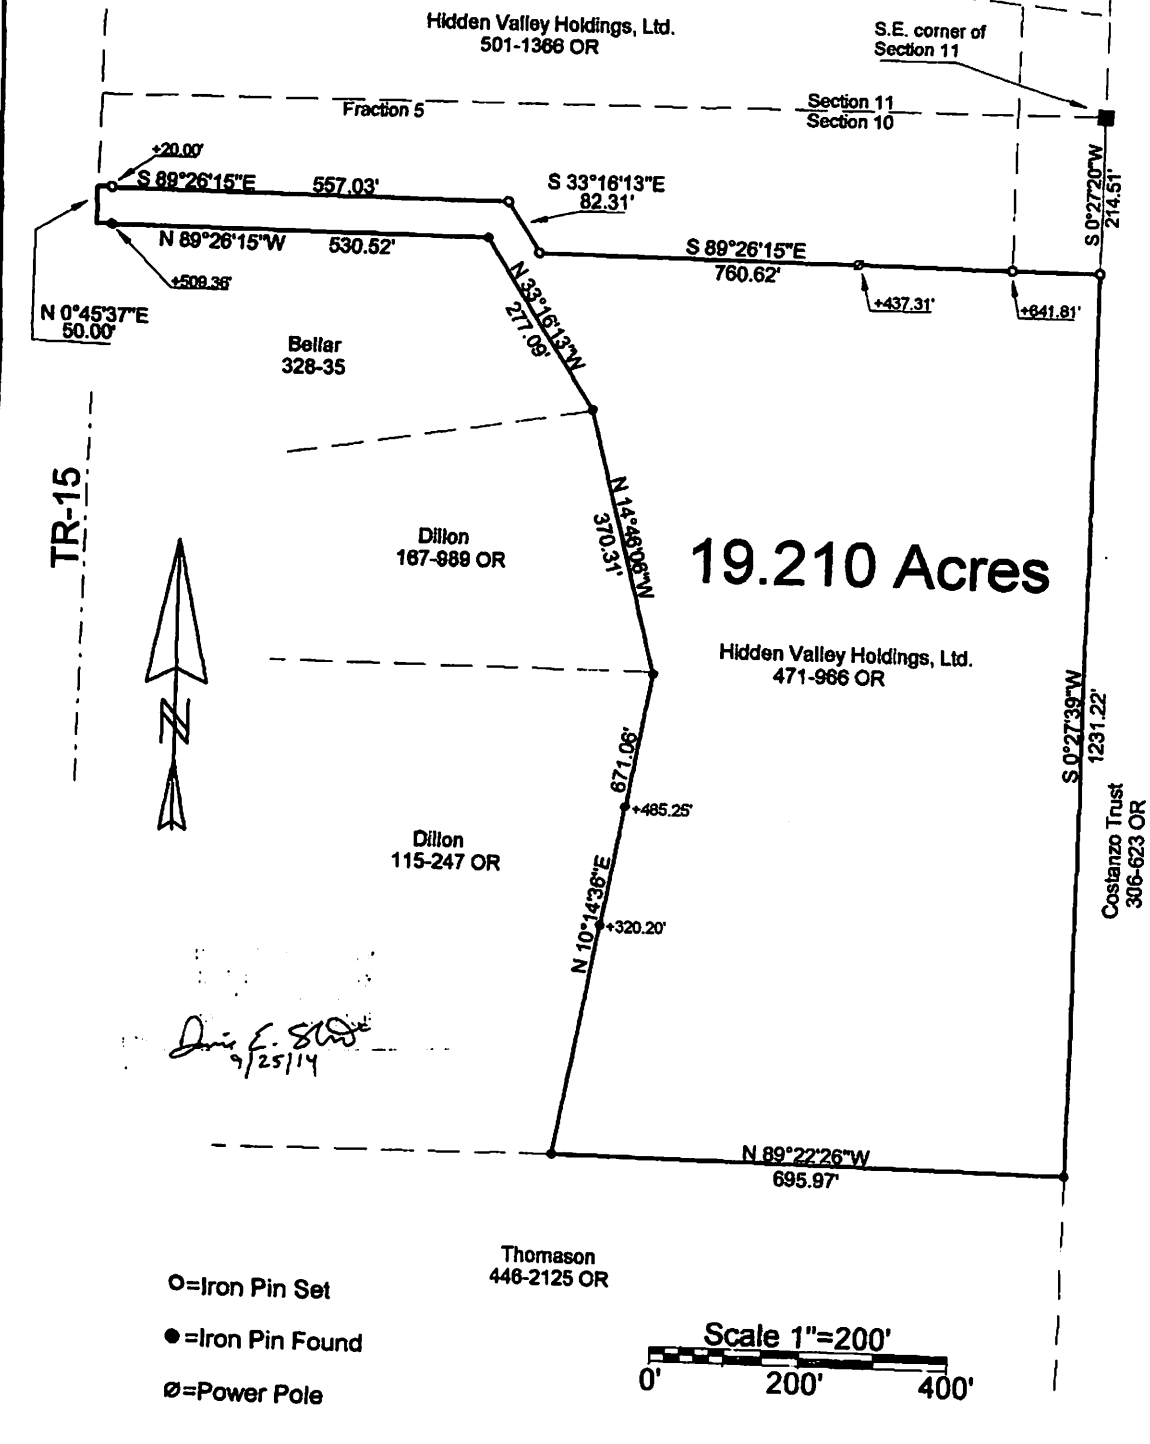 Hidden Valley Holdings, Ltd.
501-1366 OR
S.E. corner of
Section 11
Fraction 5
Section 11
Section 10
+20.00'
S 89°26'15"E 557.03'
S 33°16'13"E
82.31'
S 0°27'20"W
214.51'
N 89°26'15"W 530.52'
S 89°26'15"E
760.62'
+509.36'
+437.31'
+641.81'
N 0°45'37"E
50.00'
N 33°16'13"W
277.09'
Bellar
328-35
TR-15
N 14°46'06"W
370.31'
Dillon
167-989 OR
19.210 Acres
Hidden Valley Holdings, Ltd.
471-966 OR
S 0°27'39"W
1231.22'
671.06'
+485.25'
Costanzo Trust
306-623 OR
Dillon
115-247 OR
N 10°14'36"E
+320.20'
N
9/25/14
N 89°22'26"W
695.97'
Thomason
446-2125 OR
O=Iron Pin Set
●=Iron Pin Found
Ø=Power Pole
Scale 1"=200'
0' 200' 400'